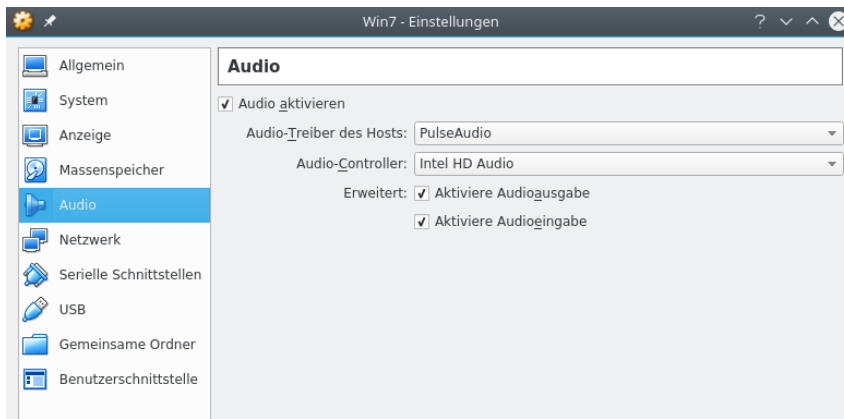 Win7 - Einstellungen
Allgemein
System
Anzeige
Massenspeicher
Audio
Netzwerk
Serielle Schnittstellen
USB
Gemeinsame Ordner
Benutzerschnittstelle
Audio
Audio aktivieren
Audio-Treiber des Hosts: PulseAudio
Audio-Controller: Intel HD Audio
Erweitert: Aktiviere Audioausgabe
Aktiviere Audioeingabe